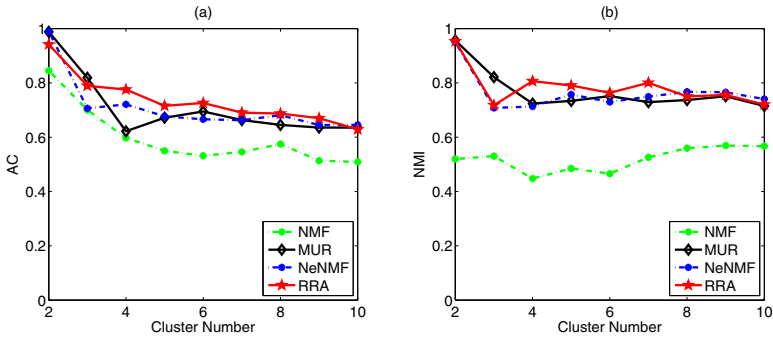 (a)
1
0.8
0.6
0.4
0.2
0
AC
2
4
6
8
10
Cluster Number
NMF
MUR
NeNMF
RRA
(b)
1
0.8
0.6
0.4
0.2
0
NMI
2
4
6
8
10
Cluster Number
NMF
MUR
NeNMF
RRA